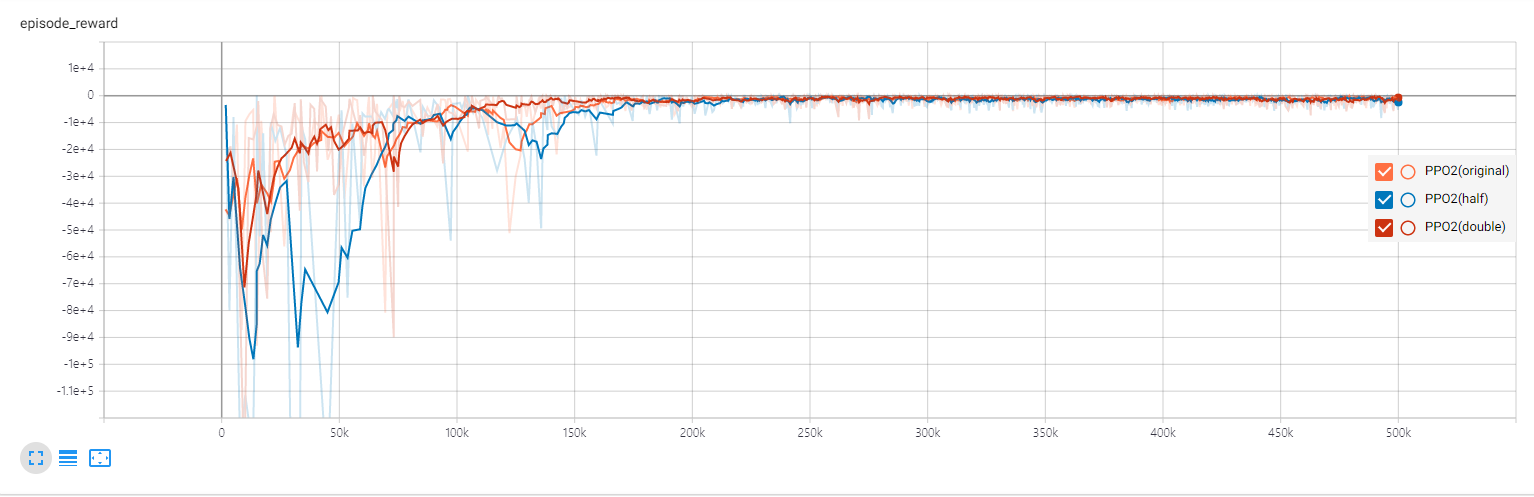 episode_reward
1e+4
0
-1e+4
-2e+4
-3e+4
-4e+4
-5e+4
-6e+4
-7e+4
-8e+4
-9e+4
-1e+5
-1.1e+5
0
50k
100k
150k
200k
250k
300k
350k
400k
450k
500k
PPO2(original)
PPO2(half)
PPO2(double)